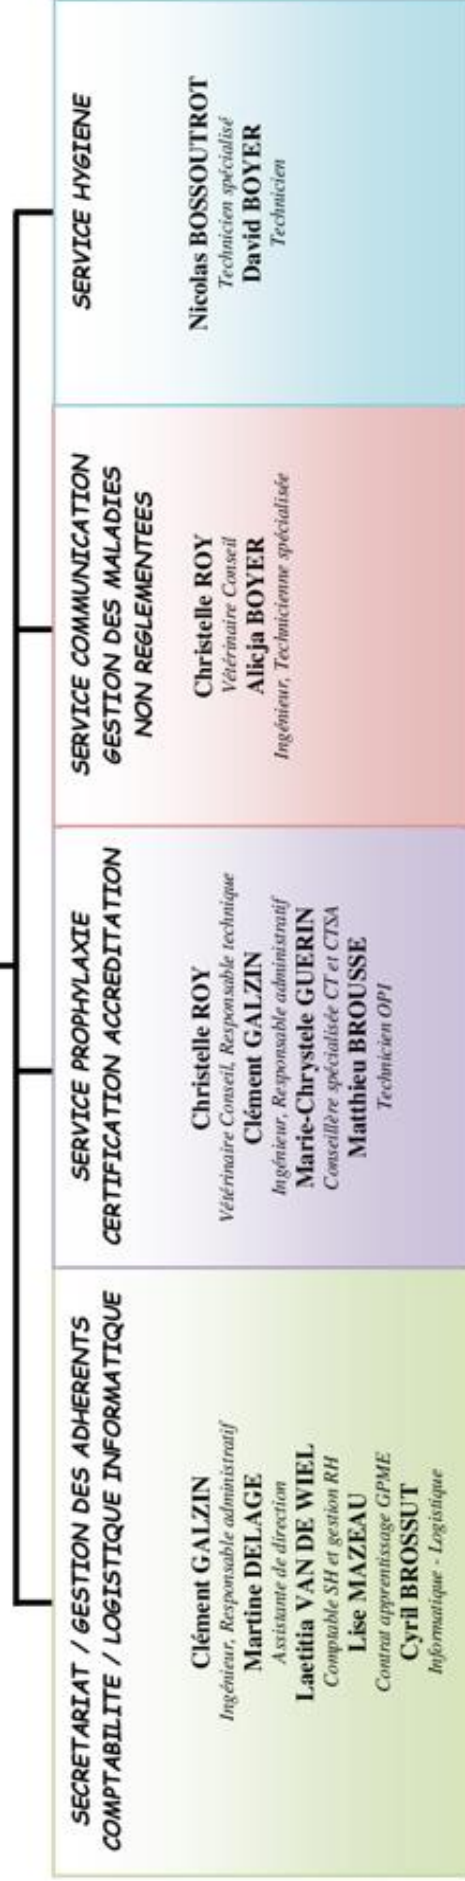 SECRETARIAT / GESTION DES ADHERENTS
COMPTABILITE / LOGISTIQUE INFORMATIQUE
Clément GALZIN
Ingénieur, Responsable administratif
Martine DELAGE
Assistante de direction
Laetitia VAN DE WIEL
Comptable SH et gestion RH
Lise MAZEAU
Contrat apprentissage GPME
Cyril BROSSUT
Informatique - Logistique
SERVICE PROPHYLAXIE
CERTIFICATION ACCREDITATION
Christelle ROY
Vétérinaire Conseil, Responsable technique
Clément GALZIN
Ingénieur, Responsable administratif
Marie-Chrystele GUERIN
Conseillère spécialisée CT et CTSA
Matthieu BROUSSE
Technicien OPI
SERVICE COMMUNICATION
GESTION DES MALADIES
NON REGLEMENTEES
Christelle ROY
Vétérinaire Conseil
Alicja BOYER
Ingénieur, Technicienne spécialisée
SERVICE HYGIENE
Nicolas BOSSOUTROT
Technicien spécialisé
David BOYER
Technicien